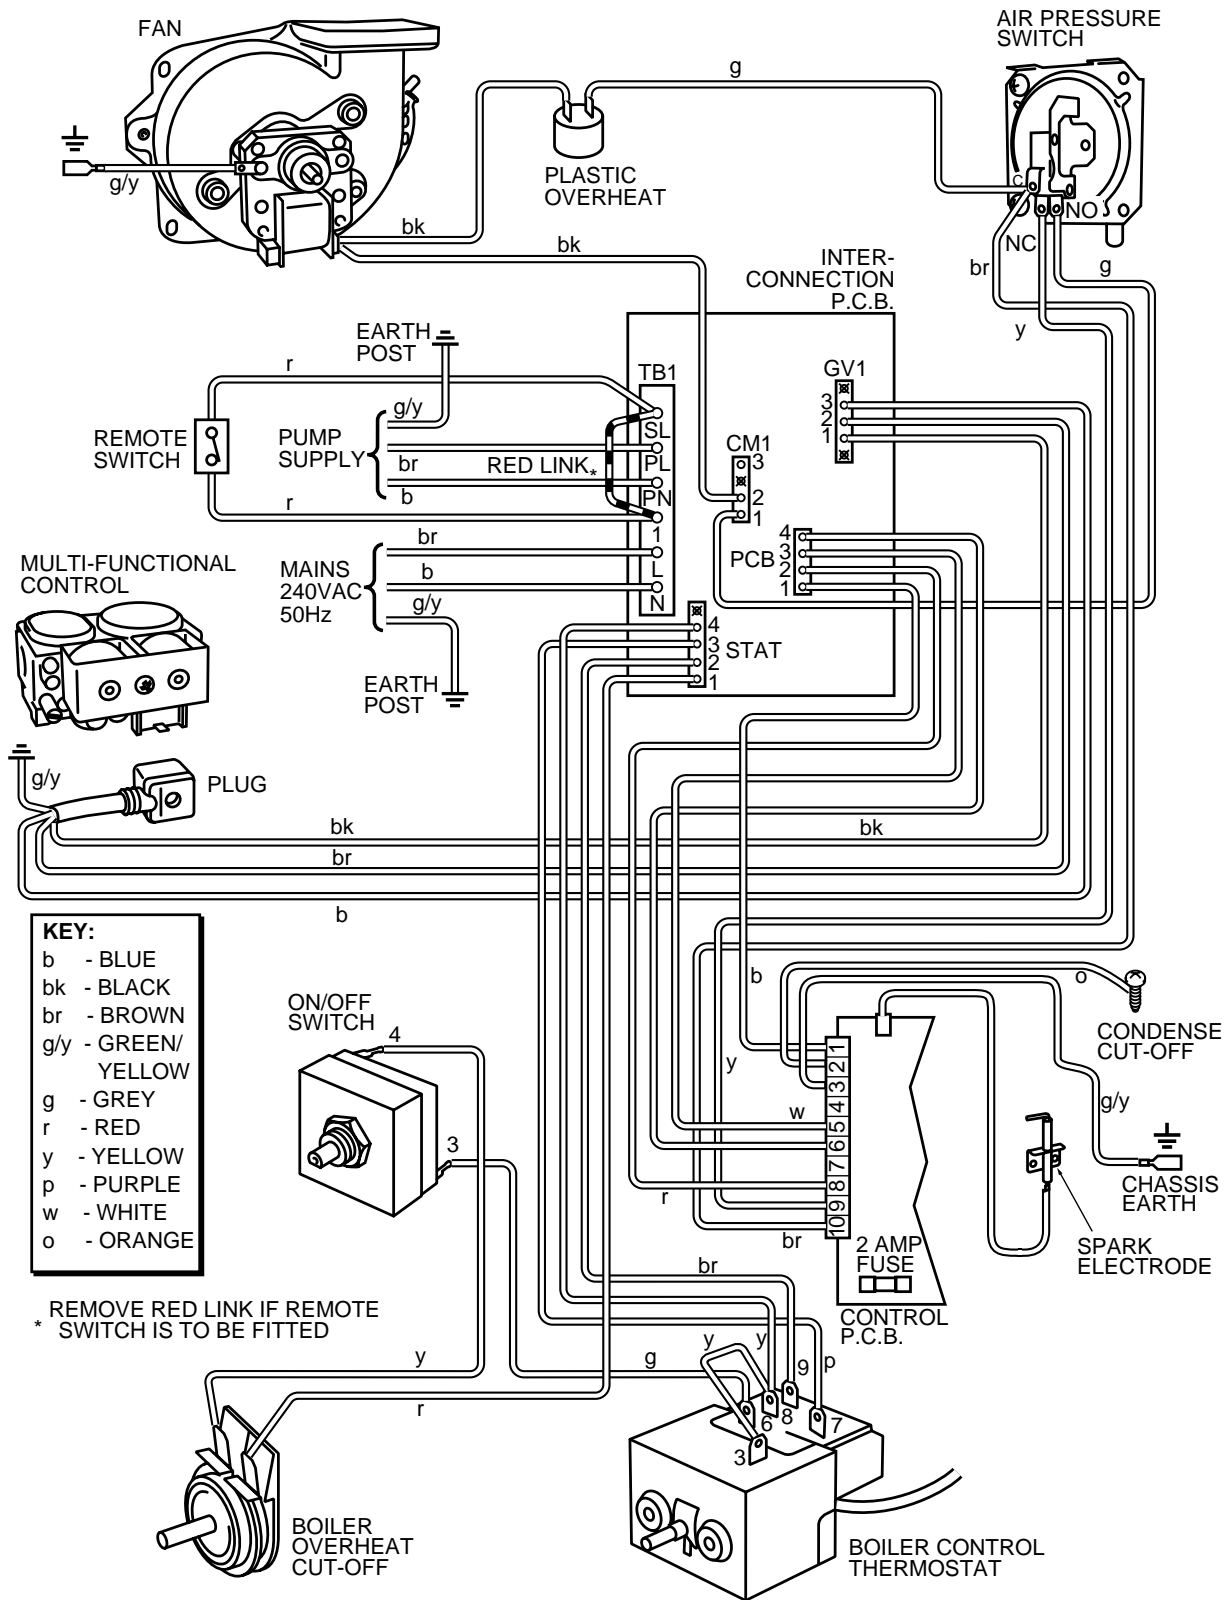 FAN
AIR PRESSURE
SWITCH
g
g/y
PLASTIC
OVERHEAT
c
NO
NC
bk
bk
br
g
y
INTER-
CONNECTION
P.C.B.
EARTH
POST
r
TB1
GV1
3
2
1
g/y
SL
REMOTE
SWITCH
PUMP
SUPPLY
br
b
RED LINK*
PL
PN
CM1
3
2
1
r
1
br
MAINS
240VAC
50Hz
b
g/y
L
N
PCB
4
3
2
1
MULTI-FUNCTIONAL
CONTROL
4
3
2
1
STAT
EARTH
POST
g/y
PLUG
bk
bk
br
b
KEY:
b - BLUE
bk - BLACK
br - BROWN
g/y - GREEN/
YELLOW
g - GREY
r - RED
y - YELLOW
p - PURPLE
w - WHITE
o - ORANGE
* REMOVE RED LINK IF REMOTE
SWITCH IS TO BE FITTED
ON/OFF
SWITCH
4
3
b
o
CONDENSE
CUT-OFF
y
w
r
br
1
2
3
4
5
6
7
8
9
10
g/y
CHASSIS
EARTH
SPARK
ELECTRODE
2 AMP
FUSE
CONTROL
P.C.B.
br
y
r
g
y
y
9
p
6
8
7
3
BOILER
OVERHEAT
CUT-OFF
BOILER CONTROL
THERMOSTAT